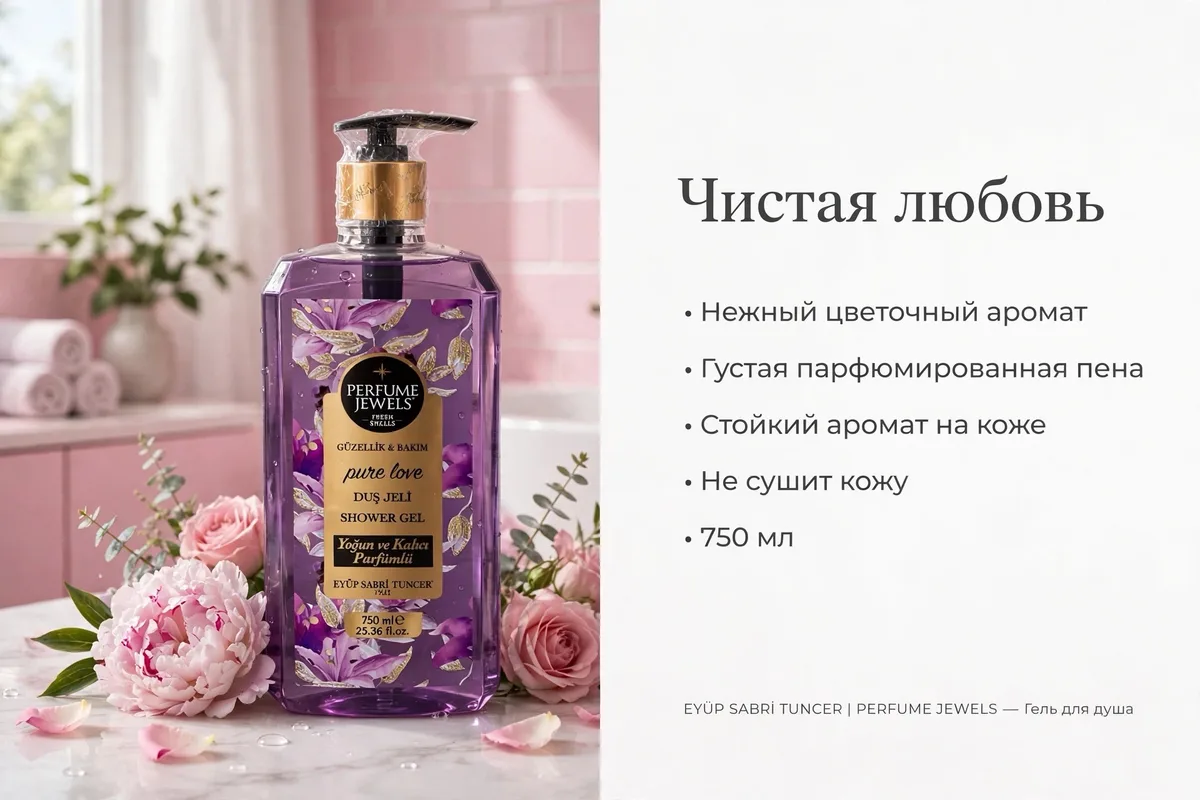 PERFUME
JEWELS
FRESH
SMELLS
GÜZELLİK & BAKIM
pure love
DUŞ JELİ
SHOWER GEL
Yoğun ve Kalıcı
Parfümlü
EYÜP SABRİ TUNCER
750 ml e
25.36 fl.oz.
Чистая любовь
• Нежный цветочный аромат
• Густая парфюмированная пена
• Стойкий аромат на коже
• Не сушит кожу
• 750 мл
EYÜP SABRİ TUNCER | PERFUME JEWELS — Гель для душа